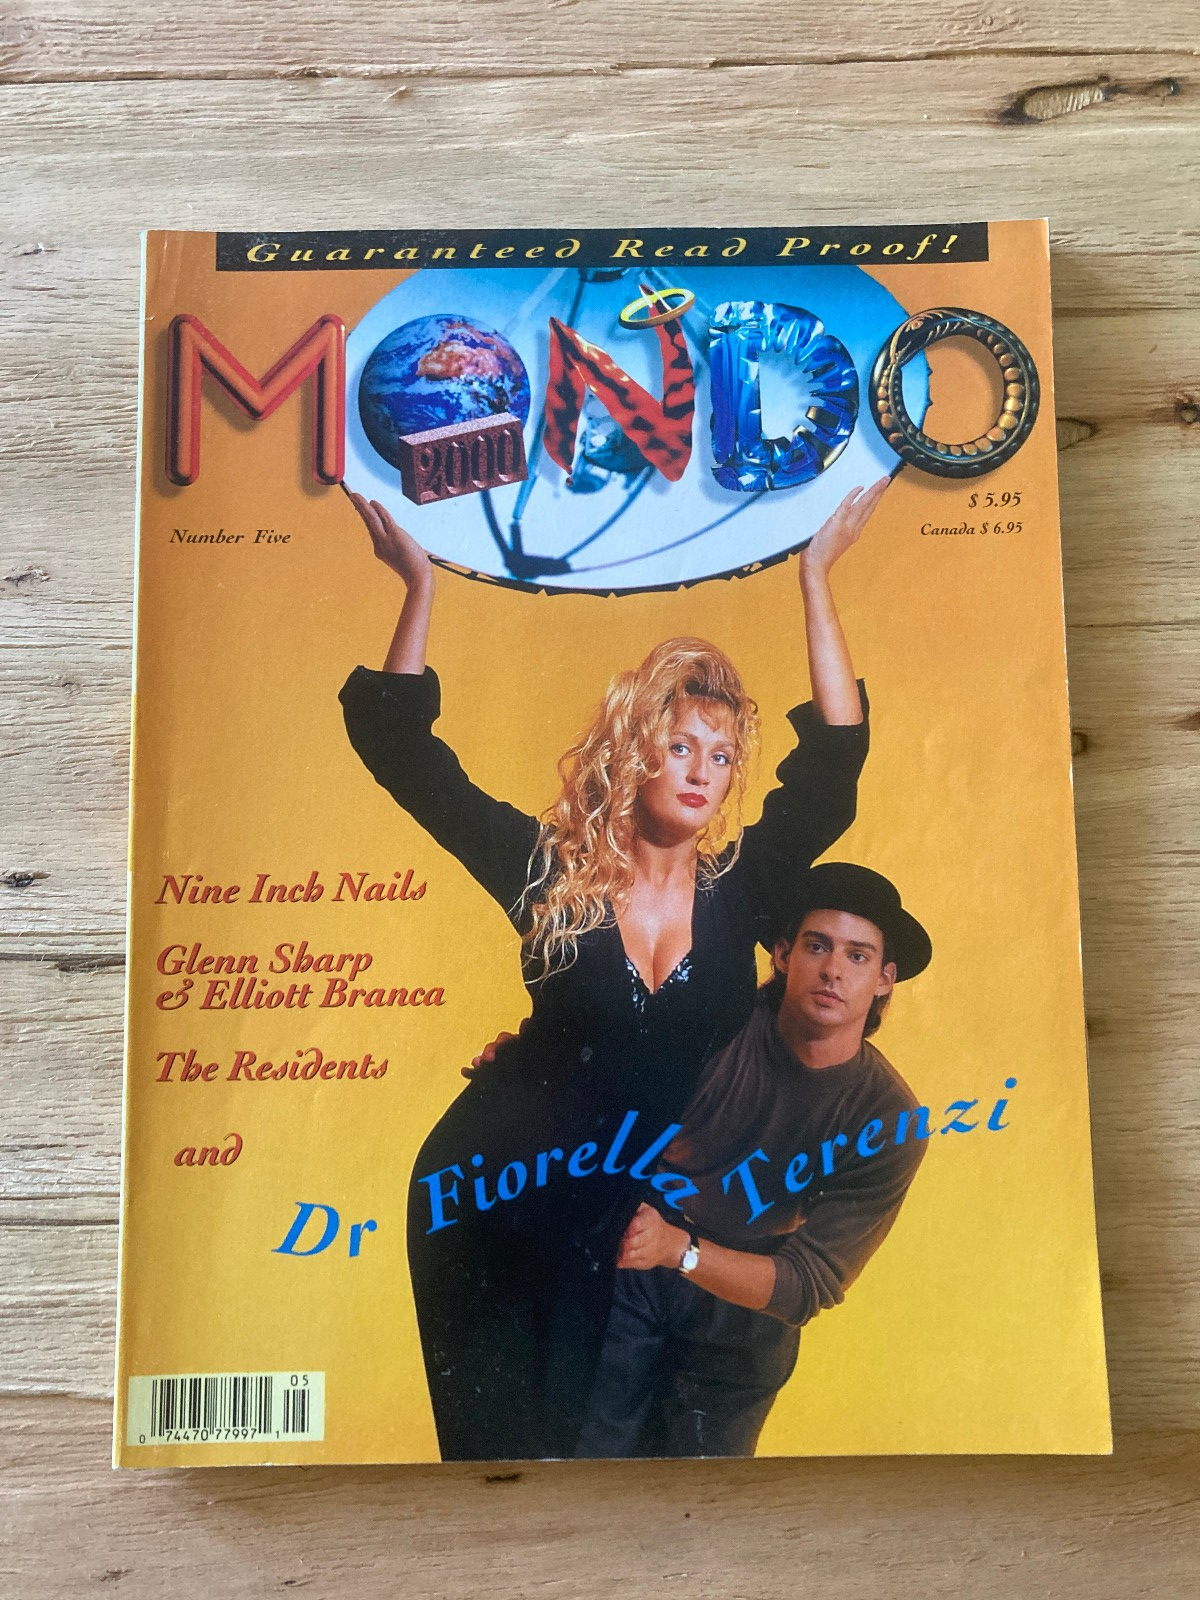 Guaranteed Read Proof!
MONDO
2000
$ 5.95
Canada $ 6.95
Number Five
Nine Inch Nails
Glenn Sharp
& Elliott Branca
The Residents
and
Dr Fiorella Terenzi
05
0 74470 77997 1